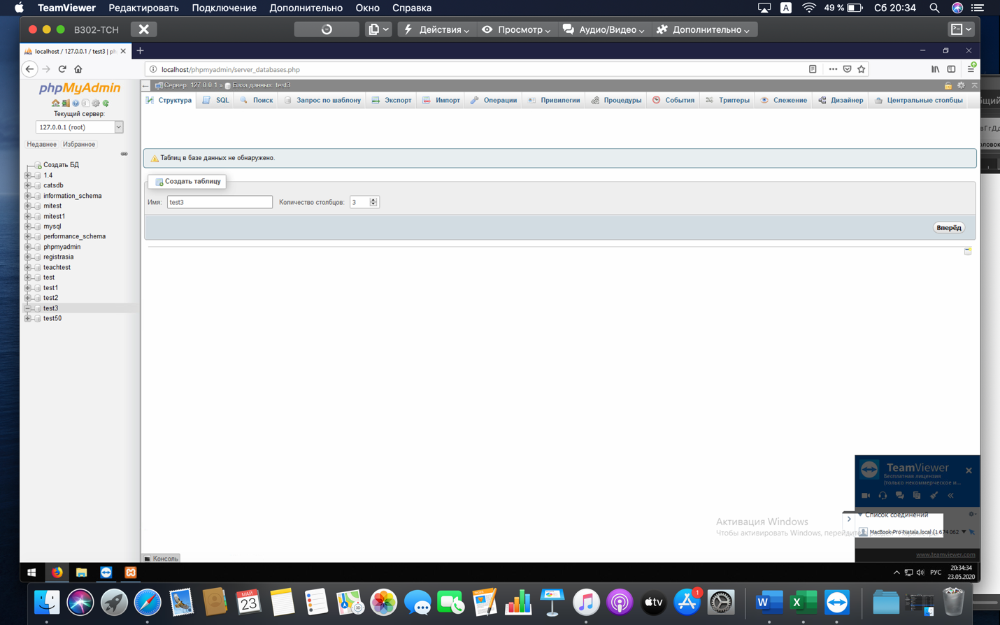 TeamViewer Редактировать Подключение Дополнительно Окно Справка A 49 % Сб 20:34
B302-TCH Действия Просмотр Аудио/Видео Дополнительно
localhost / 127.0.0.1 / test3 | ph
localhost/phpmyadmin/server_databases.php
phpMyAdmin
Текущий сервер:
127.0.0.1 (root)
Недавнее Избранное
Создать БД
1.4
catsdb
information_schema
mitest
mitest1
mysql
performance_schema
phpmyadmin
registrasia
teachtest
test
test1
test2
test3
test50
Сервер: 127.0.0.1 » База данных: test3
Структура SQL Поиск Запрос по шаблону Экспорт Импорт Операции Привилегии Процедуры События Триггеры Слежение Дизайнер Центральные столбцы
Таблиц в базе данных не обнаружено.
Создать таблицу
Имя: test3 Количество столбцов: 3
Вперёд
Консоль
Активация Windows
Чтобы активировать Windows, перейдите
TeamViewer
Бесплатная лицензия
(только некоммерческое и...
Список соединений
MacBook-Pro-Natala.local (1 674 062
www.teamviewer.com
РУС
20:34:34
23.05.2020
МАЙ
23
3D
tv
1
W
X